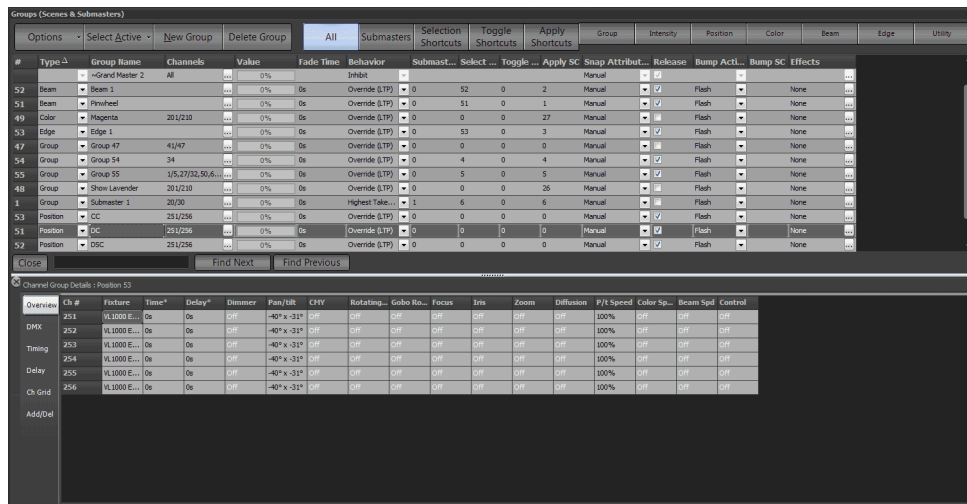 Groups (Scenes & Submasters)
Options Select Active New Group Delete Group All Submasters Selection Shortcuts Toggle Shortcuts Apply Shortcuts Group Intensity Position Color Beam Edge Utility
# Type Group Name Channels Value Fade Time Behavior Submast... Select ... Toggle ... Apply SC Snap Attribut... Release Bump Acti... Bump SC Effects
~Grand Master 2 All ... 0% Inhibit Manual ...
52 Beam Beam 1 ... 0% 0s Override (LTP) 0 52 0 2 Manual Flash None ...
51 Beam Pinwheel ... 0% 0s Override (LTP) 0 51 0 1 Manual Flash None ...
49 Color Magenta 201/210 ... 0% 0s Override (LTP) 0 0 0 27 Manual Flash None ...
53 Edge Edge 1 ... 0% 0s Override (LTP) 0 53 0 3 Manual Flash None ...
47 Group Group 47 41/47 ... 0% 0s Override (LTP) 0 0 0 0 Manual Flash None ...
54 Group Group 54 34 ... 0% 0s Override (LTP) 0 4 0 4 Manual Flash None ...
55 Group Group 55 1/5,27/32,50,6... ... 0% 0s Override (LTP) 0 5 0 5 Manual Flash None ...
48 Group Show Lavender 201/210 ... 0% 0s Override (LTP) 0 0 0 26 Manual Flash None ...
1 Group Submaster 1 20/30 ... 0% 0s Highest Take... 1 6 0 6 Manual Flash None ...
53 Position CC 251/256 ... 0% 0s Override (LTP) 0 0 0 0 Manual Flash None ...
51 Position DC 251/256 ... 0% 0s Override (LTP) 0 0 0 0 Manual Flash None ...
52 Position DSC 251/256 ... 0% 0s Override (LTP) 0 0 0 0 Manual Flash None ...
Close Find Next Find Previous
Channel Group Details : Position 53
Overview Ch # Fixture Time* Delay* Dimmer Pan/tilt CMY Rotating... Gobo Ro... Focus Iris Zoom Diffusion P/t Speed Color Sp... Beam Spd Control
251 VL1000 E... 0s 0s Off -40° x -31° Off Off Off Off Off Off Off 100% Off Off Off
DMX 252 VL1000 E... 0s 0s Off -40° x -31° Off Off Off Off Off Off Off 100% Off Off Off
Timing 253 VL1000 E... 0s 0s Off -40° x -31° Off Off Off Off Off Off Off 100% Off Off Off
254 VL1000 E... 0s 0s Off -40° x -31° Off Off Off Off Off Off Off 100% Off Off Off
Delay 255 VL1000 E... 0s 0s Off -40° x -31° Off Off Off Off Off Off Off 100% Off Off Off
Ch Grid 256 VL1000 E... 0s 0s Off -40° x -31° Off Off Off Off Off Off Off 100% Off Off Off
Add/Del